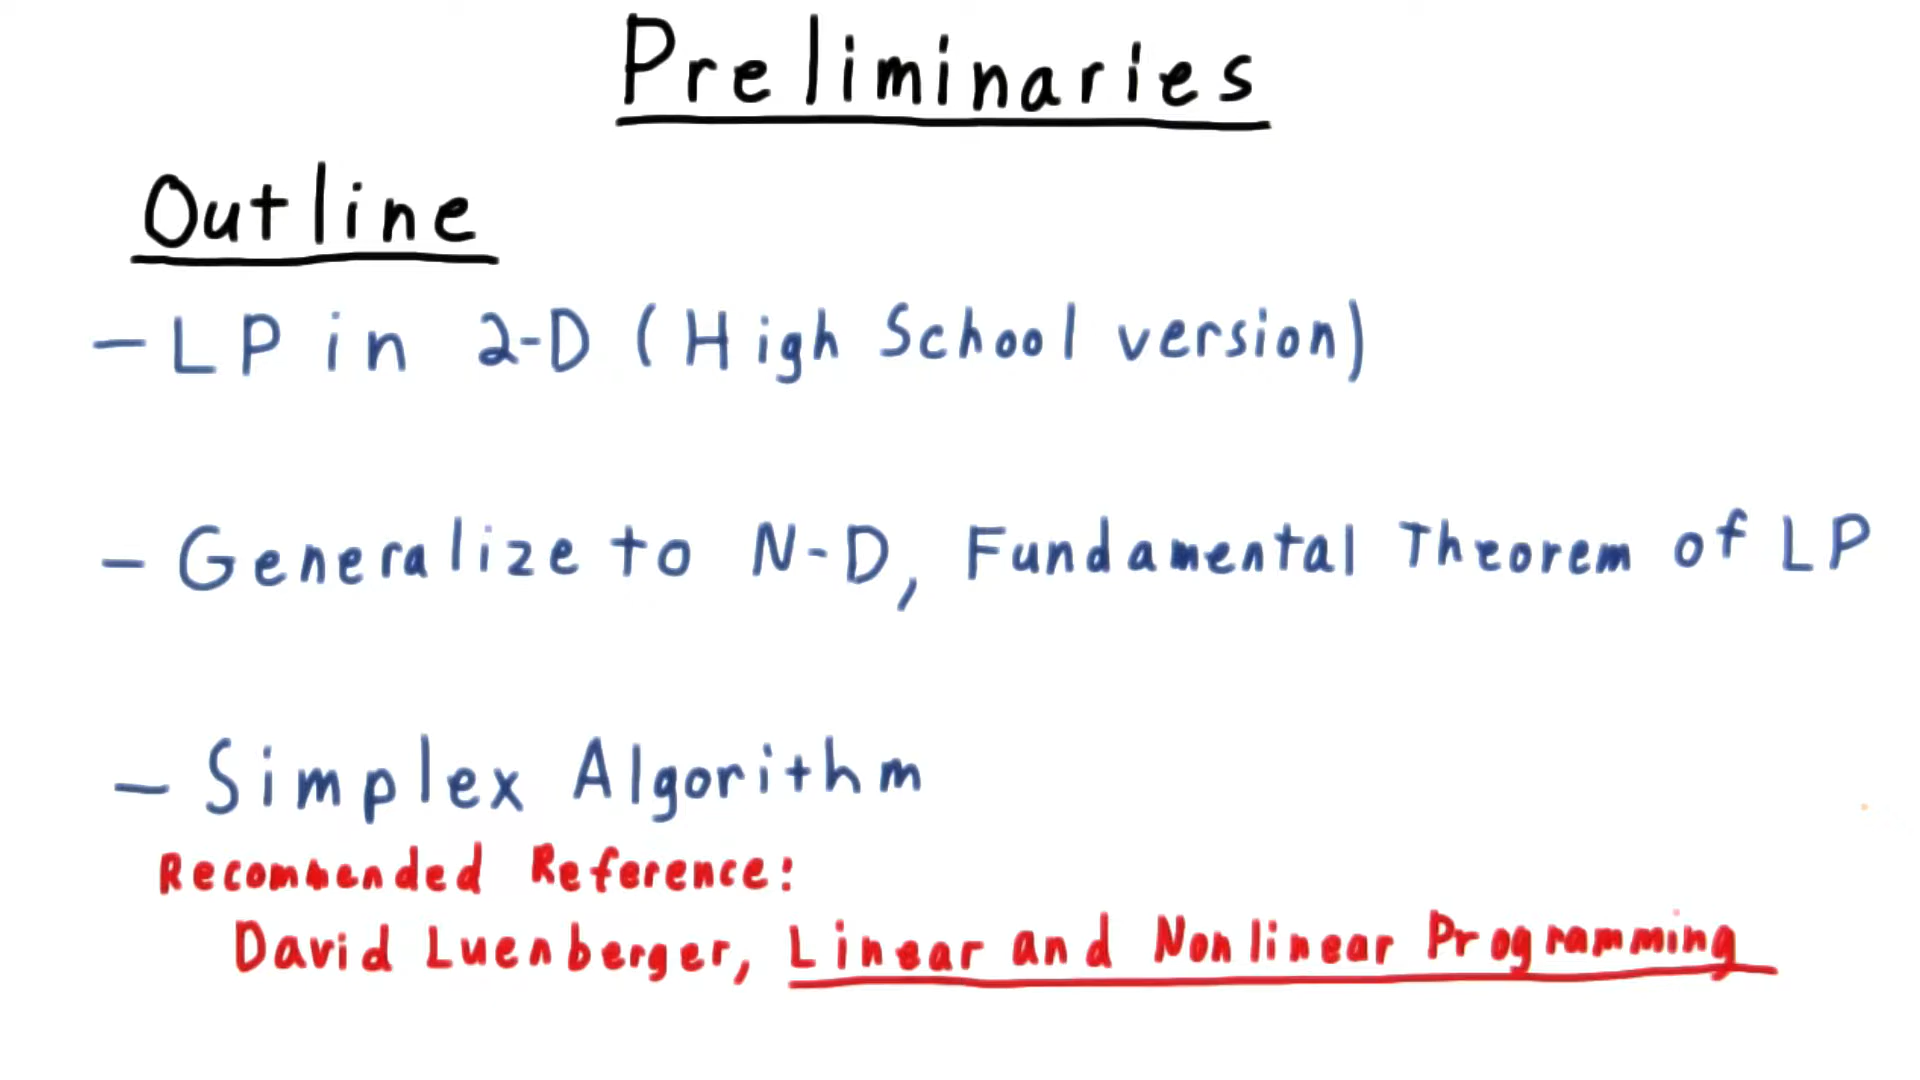 Preliminaries
Outline
- LP in 2-D (High School version)
- Generalize to N-D, Fundamental Theorem of LP
- Simplex Algorithm
Recommended Reference:
David Luenberger, Linear and Nonlinear Programming